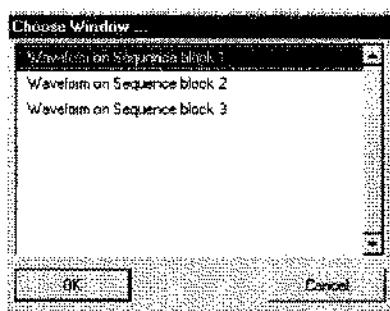 Choose Window ...
Waveform on Sequence block 1
Waveform on Sequence block 2
Waveform on Sequence block 3
OK
Cancel